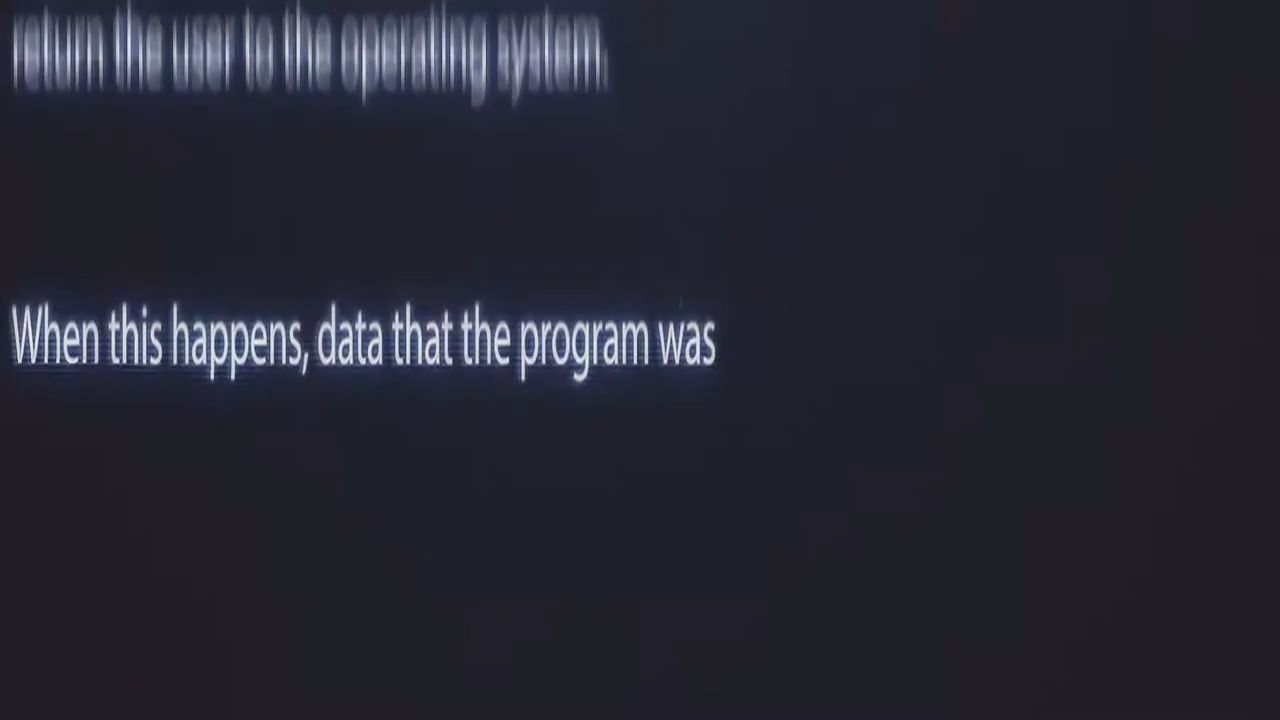 return the user to the operating system.
When this happens, data that the program was